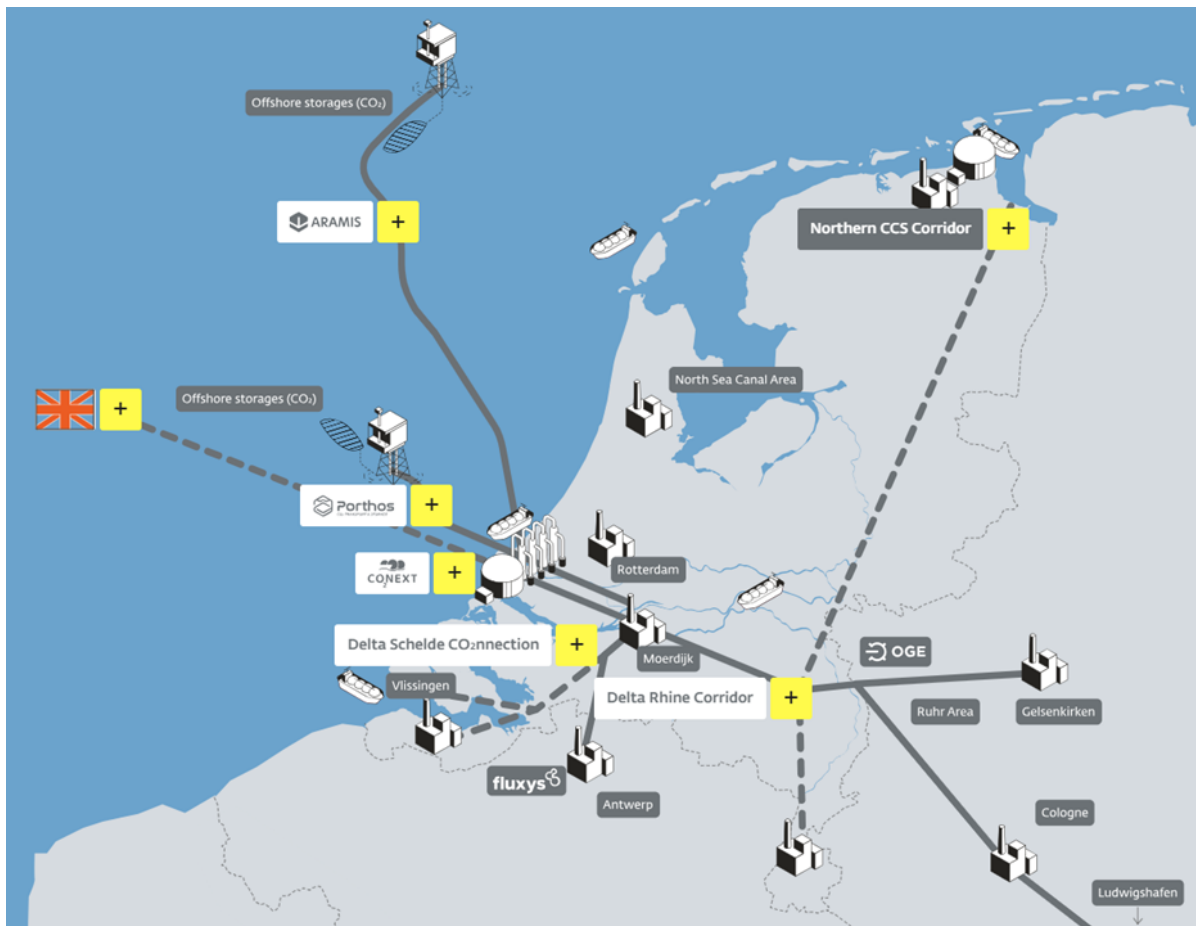 Offshore storages (CO₂)
ARAMIS
+
Northern CCS Corridor
+
North Sea Canal Area
+
Offshore storages (CO₂)
Porthos
+
CO₂NEXT
+
Rotterdam
Delta Schelde CO₂nnection
+
Moerdijk
OGE
Vlissingen
Delta Rhine Corridor
+
Ruhr Area
Gelsenkirken
fluxys
Antwerp
Cologne
Ludwigshafen